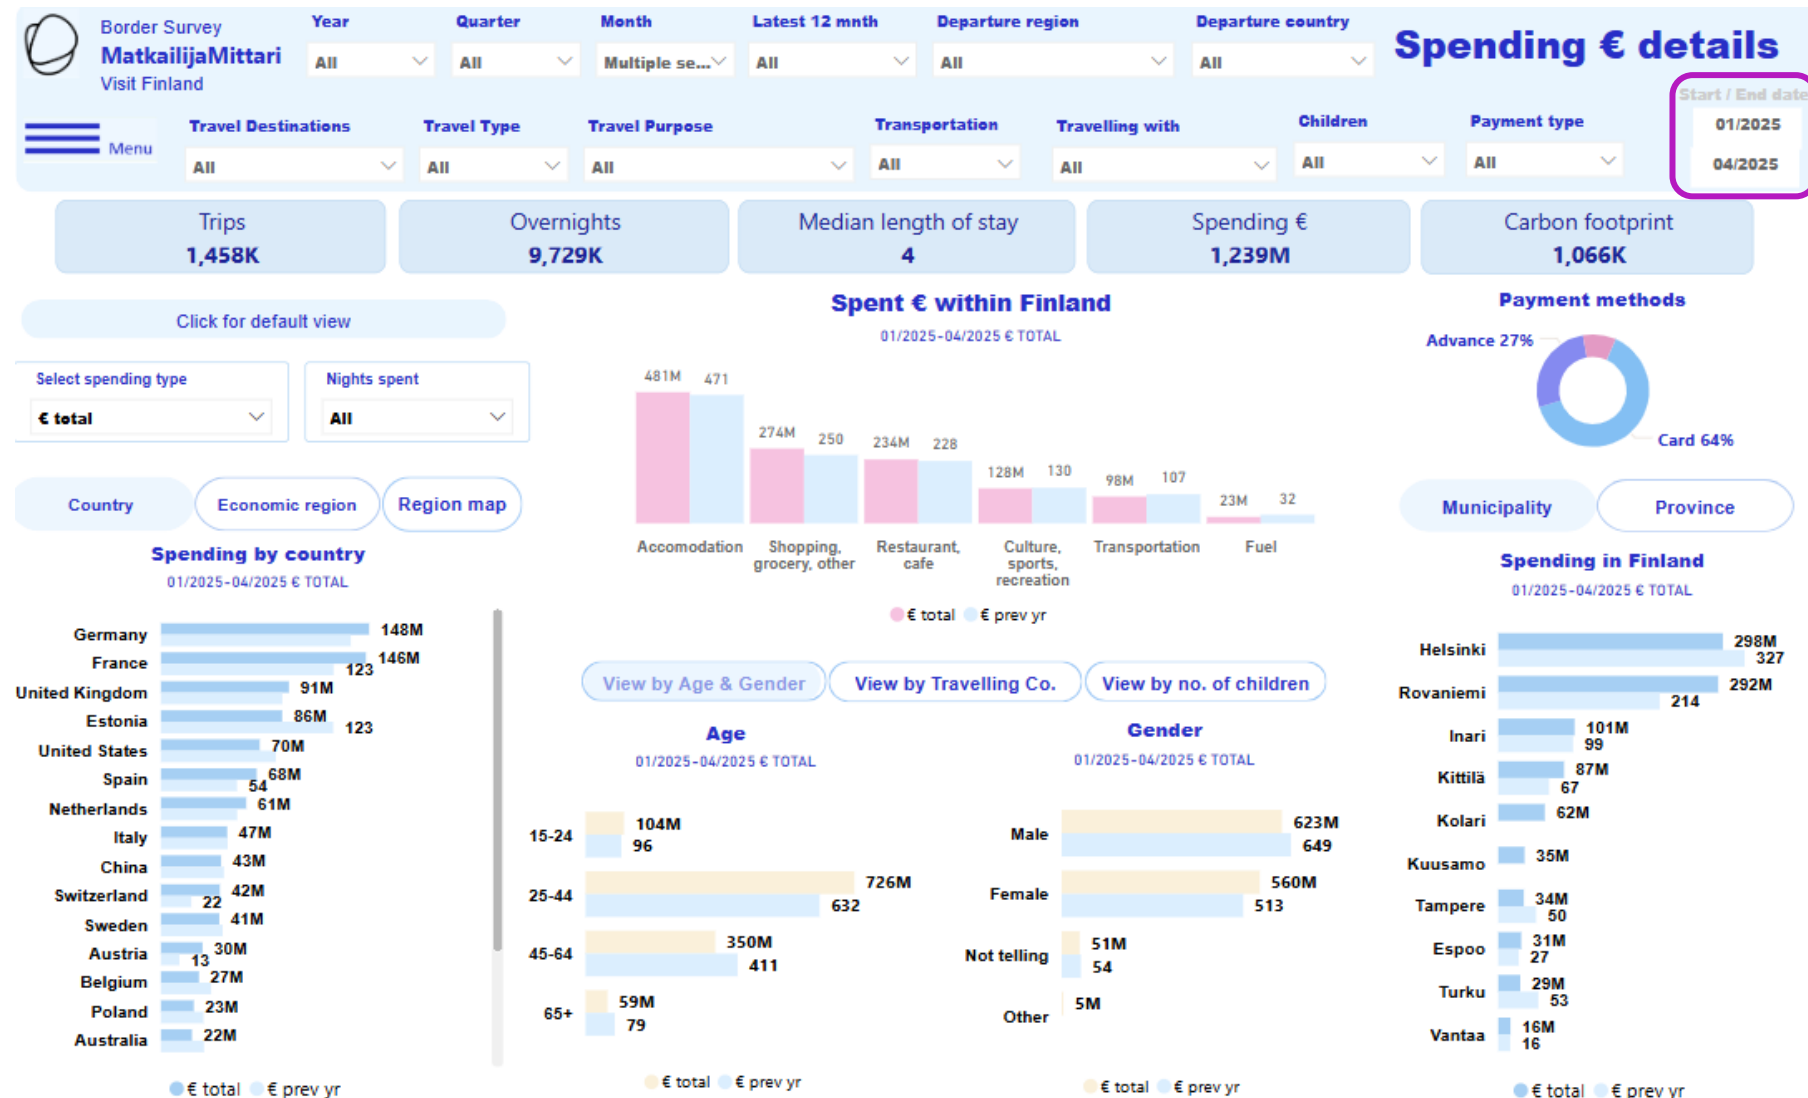 Border Survey
MatkailijaMittari
Visit Finland
Year
All
Quarter
All
Month
Multiple se...
Latest 12 mnth
All
Departure region
All
Departure country
All
Spending € details
Start / End date
01/2025
04/2025
Menu
Travel Destinations
All
Travel Type
All
Travel Purpose
All
Transportation
All
Travelling with
All
Children
All
Payment type
All
Trips
1,458K
Overnights
9,729K
Median length of stay
4
Spending €
1,239M
Carbon footprint
1,066K
Click for default view
Select spending type
€ total
Nights spent
All
Country
Economic region
Region map
Spending by country
01/2025-04/2025 € TOTAL
Germany 148M
France 146M
123
United Kingdom 91M
Estonia 86M
123
United States 70M
Spain 68M
54
Netherlands 61M
Italy 47M
China 43M
Switzerland 42M
22
Sweden 41M
Austria 30M
13
Belgium 27M
Poland 23M
Australia 22M
€ total € prev yr
Spent € within Finland
01/2025-04/2025 € TOTAL
481M 471
274M 250
234M 228
128M 130
98M 107
23M 32
Accomodation
Shopping,
grocery, other
Restaurant,
cafe
Culture,
sports,
recreation
Transportation
Fuel
€ total € prev yr
View by Age & Gender
View by Travelling Co.
View by no. of children
Age
01/2025-04/2025 € TOTAL
15-24 104M
96
25-44 726M
632
45-64 350M
411
65+ 59M
79
€ total € prev yr
Gender
01/2025-04/2025 € TOTAL
Male 623M
649
Female 560M
513
Not telling 51M
54
Other 5M
€ total € prev yr
Payment methods
Advance 27%
Card 64%
Municipality
Province
Spending in Finland
01/2025-04/2025 € TOTAL
Helsinki 298M
327
Rovaniemi 292M
214
Inari 101M
99
Kittilä 87M
67
Kolari 62M
Kuusamo 35M
Tampere 34M
50
Espoo 31M
27
Turku 29M
53
Vantaa 16M
16
€ total € prev yr